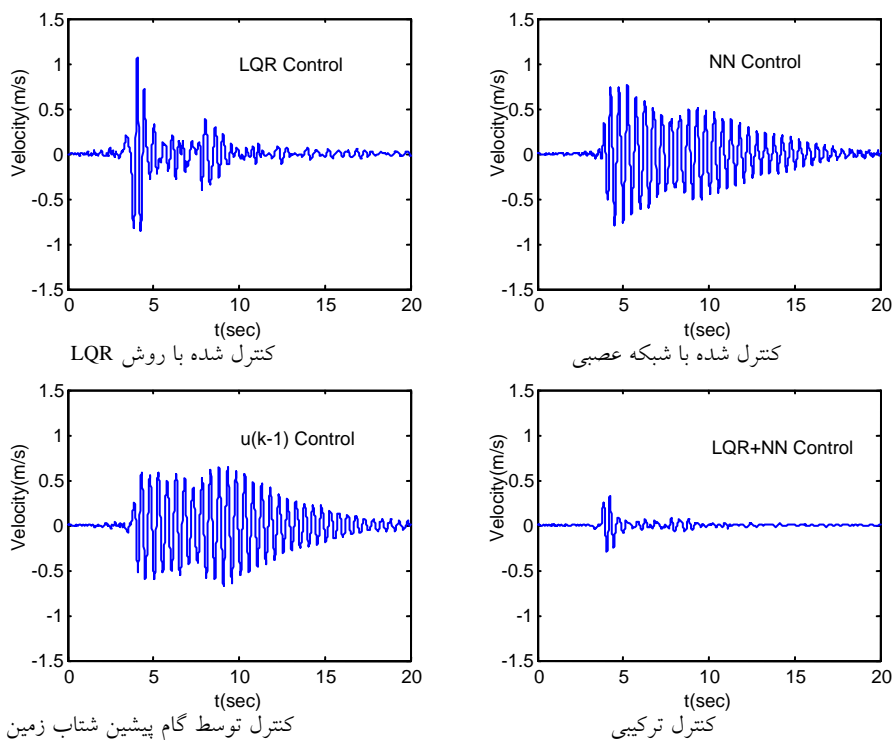 1.5
1
0.5
0
-0.5
-1
-1.5
Velocity(m/s)
LQR Control
0 5 10 15 20
t(sec)
کنترل شده با روش LQR
1.5
1
0.5
0
-0.5
-1
-1.5
Velocity(m/s)
NN Control
0 5 10 15 20
t(sec)
کنترل شده با شبکه عصبی
1.5
1
0.5
0
-0.5
-1
-1.5
Velocity(m/s)
u(k-1) Control
0 5 10 15 20
t(sec)
کنترل توسط گام پیشین شتاب زمین
1.5
1
0.5
0
-0.5
-1
-1.5
Velocity(m/s)
LQR+NN Control
0 5 10 15 20
t(sec)
کنترل ترکیبی